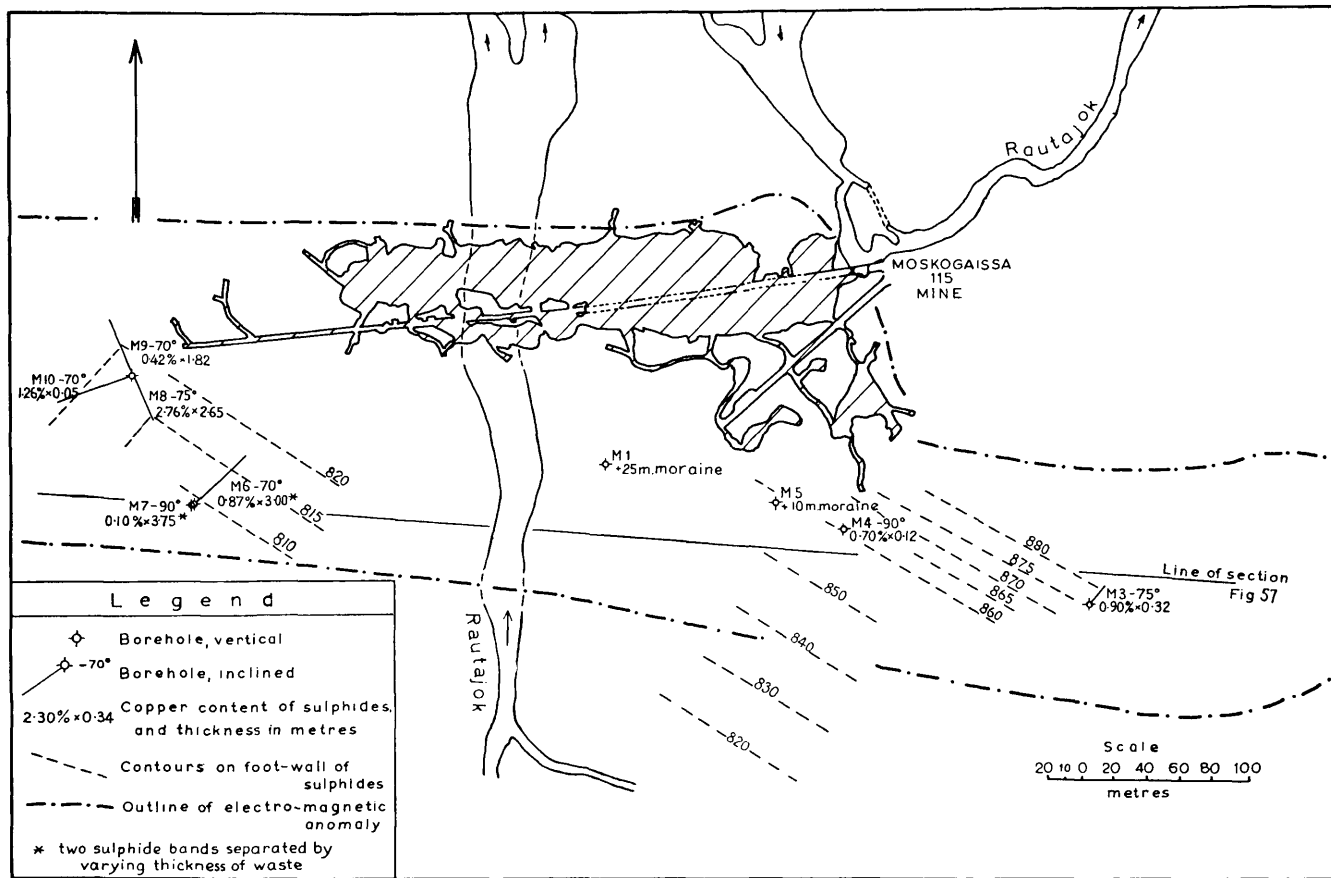 Rautajok
MOSKOGAISSA
115
MINE
M9-70°
0·42%×1·82
M10-70°
1·26%×0·05
M8-75°
2·76%×2·65
820
M1
+25m.moraine
M6-70°
0·87%×3·00*
815
M7-90°
0·10%×3·75
*
810
M5
+10m.moraine
M4-90°
0·70%×0·12
880
875
870
865
860
Line of section
Fig 57
M3-75°
0·90%×0·32
850
840
830
820
Rautajok
Legend
Borehole, vertical
-70°
Borehole, inclined
2·30%×0·34 Copper content of sulphides,
and thickness in metres
Contours on foot-wall of
sulphides
Outline of electro-magnetic
anomaly
* two sulphide bands separated by
varying thickness of waste
Scale
20 10 0 20 40 60 80 100
metres